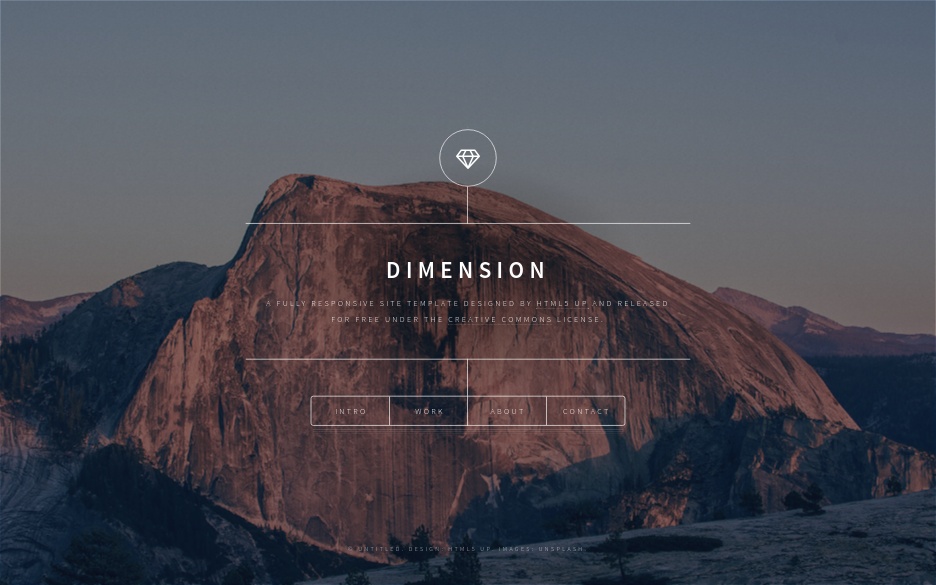 DIMENSION
A FULLY RESPONSIVE SITE TEMPLATE DESIGNED BY HTML5 UP AND RELEASED
FOR FREE UNDER THE CREATIVE COMMONS LICENSE.
INTRO WORK ABOUT CONTACT
© UNTITLED. DESIGN: HTML5 UP. IMAGES: UNSPLASH.